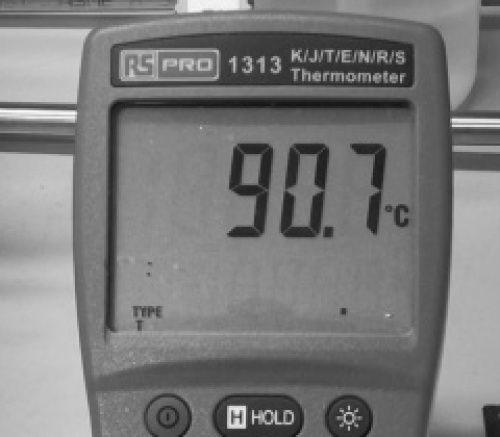 RS PRO 1313 K/J/T/E/N/R/S
Thermometer
90.7 °C
TYPE
T
H HOLD